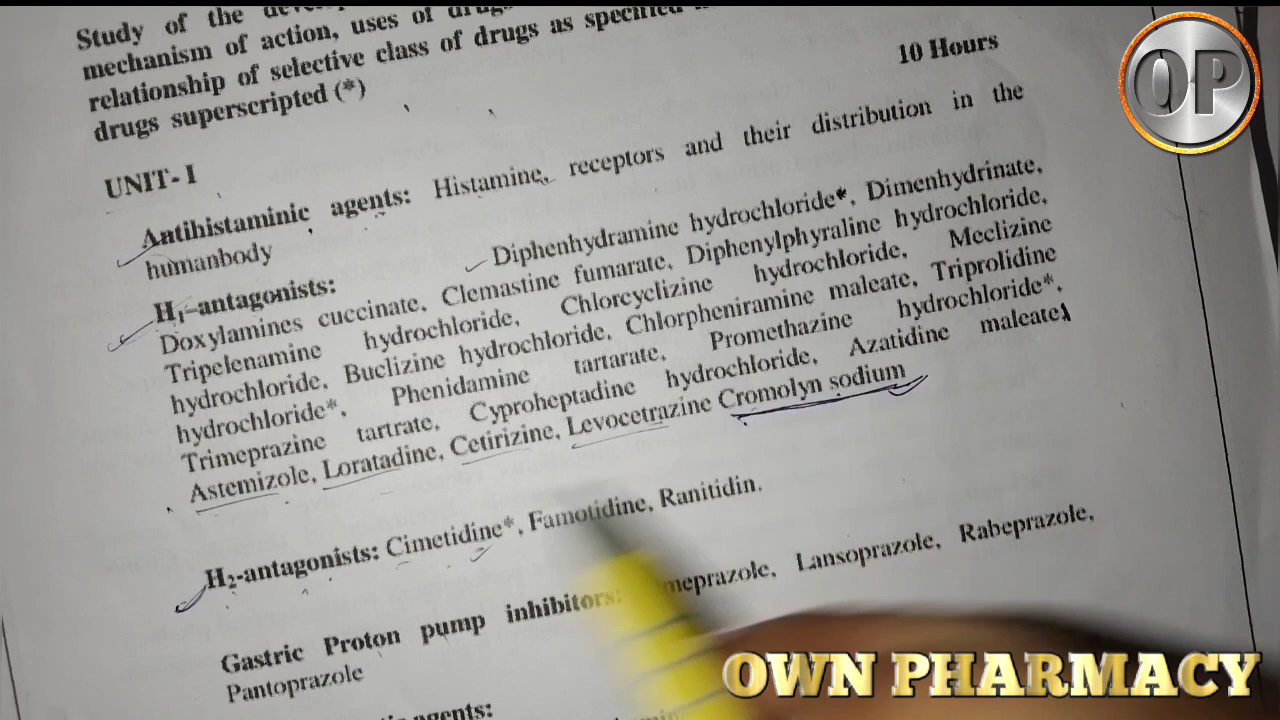 Study of the
mechanism of action, uses of drugs
relationship of selective class of drugs as specified
drugs superscripted (*)
10 Hours
UNIT- I
Antihistaminic agents: Histamine, receptors and their distribution in the
humanbody
H1–antagonists: Diphenhydramine hydrochloride*, Dimenhydrinate,
Doxylamines cuccinate, Clemastine fumarate, Diphenylphyraline hydrochloride,
Tripelenamine hydrochloride, Chlorcyclizine hydrochloride, Meclizine
hydrochloride, Buclizine hydrochloride, Chlorpheniramine maleate, Triprolidine
hydrochloride*, Phenidamine tartarate, Promethazine hydrochloride*,
Trimeprazine tartrate, Cyproheptadine hydrochloride, Azatidine maleate,
Astemizole, Loratadine, Cetirizine, Levocetrazine Cromolyn sodium
H2-antagonists: Cimetidine*, Famotidine, Ranitidin.
Gastric Proton pump inhibitors: meprazole, Lansoprazole, Rabeprazole,
Pantoprazole
agents:
OP
OWN PHARMACY